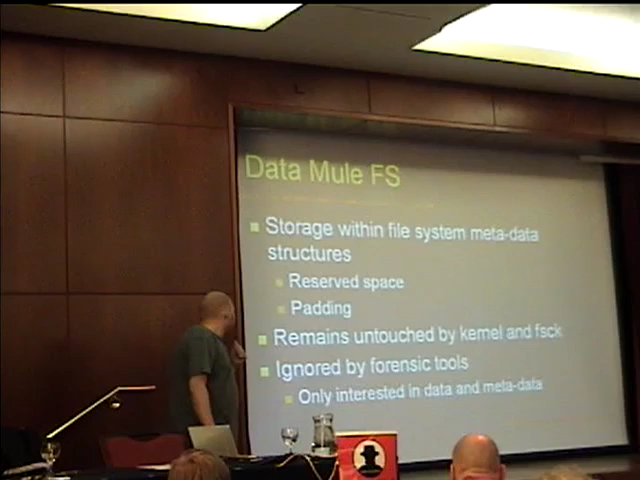 Data Mule FS
Storage within file system meta-data
structures
Reserved space
Padding
Remains untouched by kernel and fsck
Ignored by forensic tools
Only interested in data and meta-data